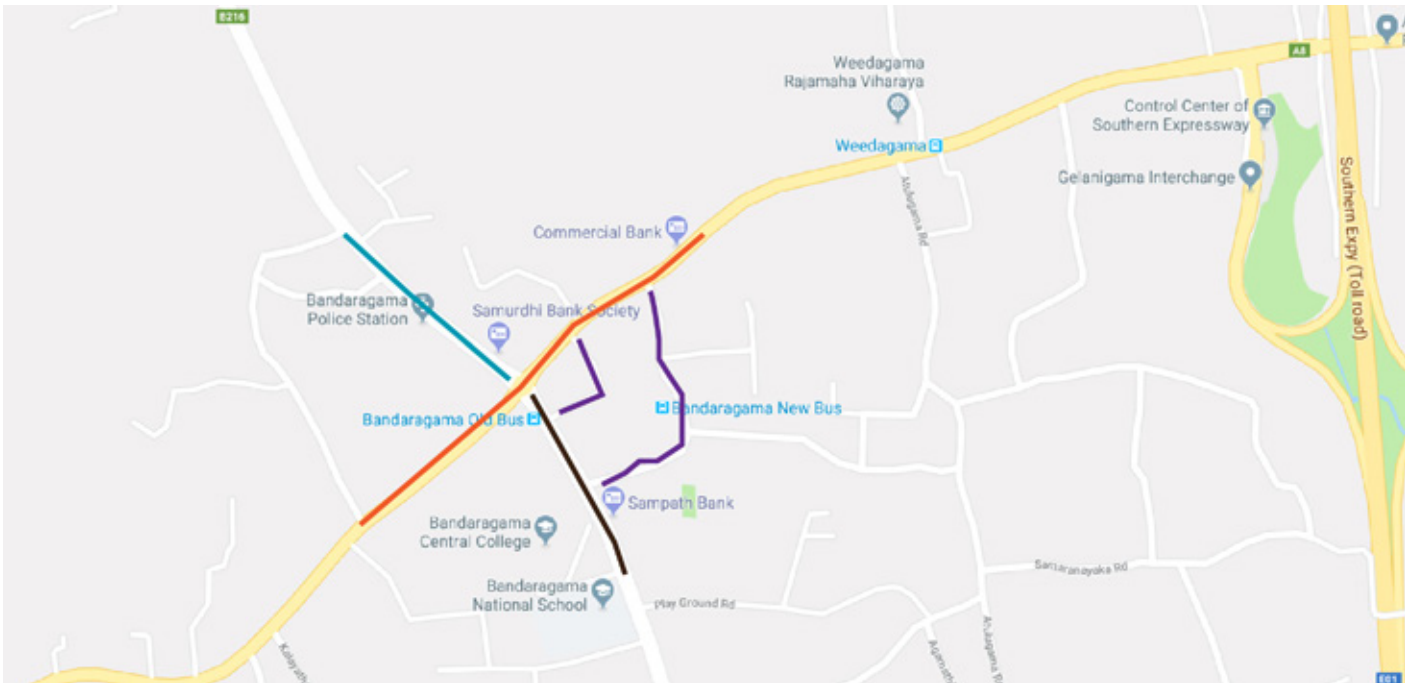 E216
A8
Weedagama
Rajamaha Viharaya
Control Center of
Southern Expressway
Weedagama
Gelanigama Interchange
Southern Expy (Toll road)
Commercial Bank
Bandaragama
Police Station
Samurdhi Bank Society
Bandaragama Old Bus
Bandaragama New Bus
Sampath Bank
Bandaragama
Central College
Bandaragama
National School
Play Ground Rd
Samaranayaka Rd
E01